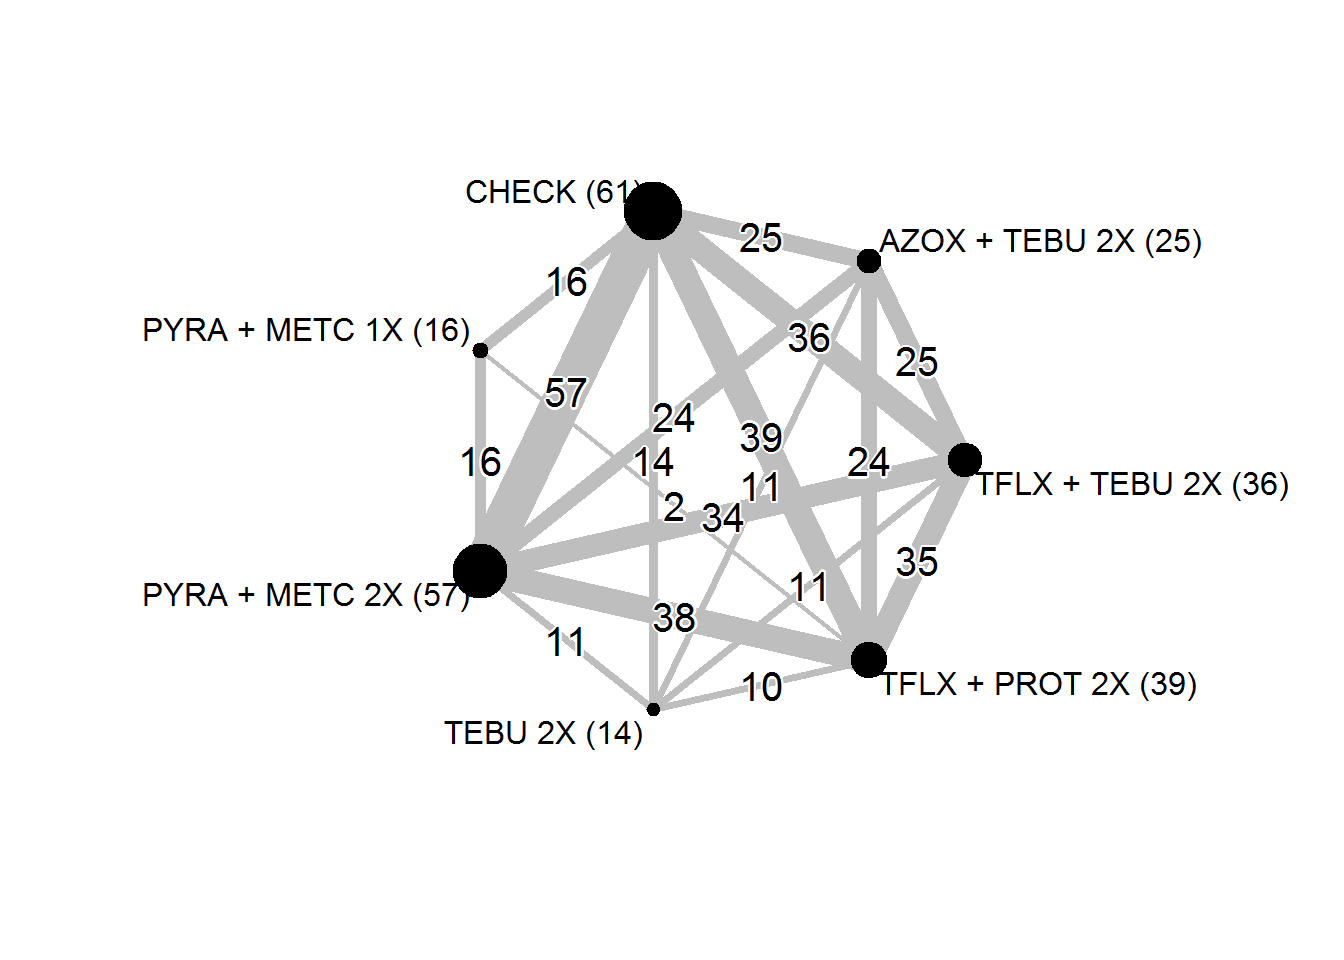 CHECK (61)
25
AZOX + TEBU 2X (25)
16
PYRA + METC 1X (16)
36
25
57
24
39
16
14
24
TFLX + TEBU 2X (36)
11
2
34
35
11
PYRA + METC 2X (57)
38
11
10
TFLX + PROT 2X (39)
TEBU 2X (14)